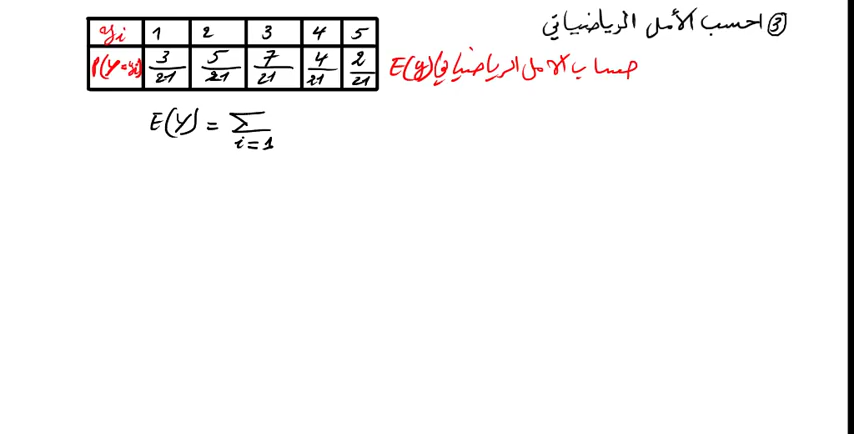 ③ احسب الأمل الرياضياتي
حساب الامل الرياضياتي E(y)
yi 1 2 3 4 5
P(Y=yi) 3/21 5/21 7/21 4/21 2/21
E(Y) = Σ i=1